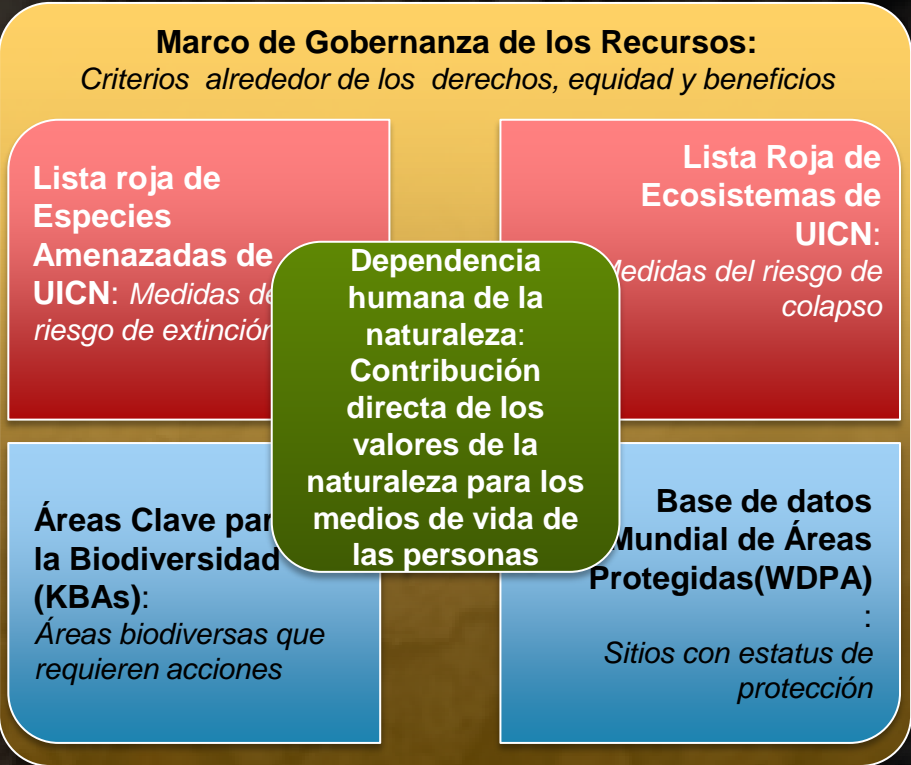 Marco de Gobernanza de los Recursos:
Criterios alrededor de los derechos, equidad y beneficios
Lista roja de
Especies
Amenazadas de
UICN: Medidas de
riesgo de extinción
Lista Roja de
Ecosistemas de
UICN:
Medidas del riesgo de
colapso
Dependencia
humana de la
naturaleza:
Contribución
directa de los
valores de la
naturaleza para los
medios de vida de
las personas
Áreas Clave para
la Biodiversidad
(KBAs):
Áreas biodiversas que
requieren acciones
Base de datos
Mundial de Áreas
Protegidas(WDPA)
:
Sitios con estatus de
protección